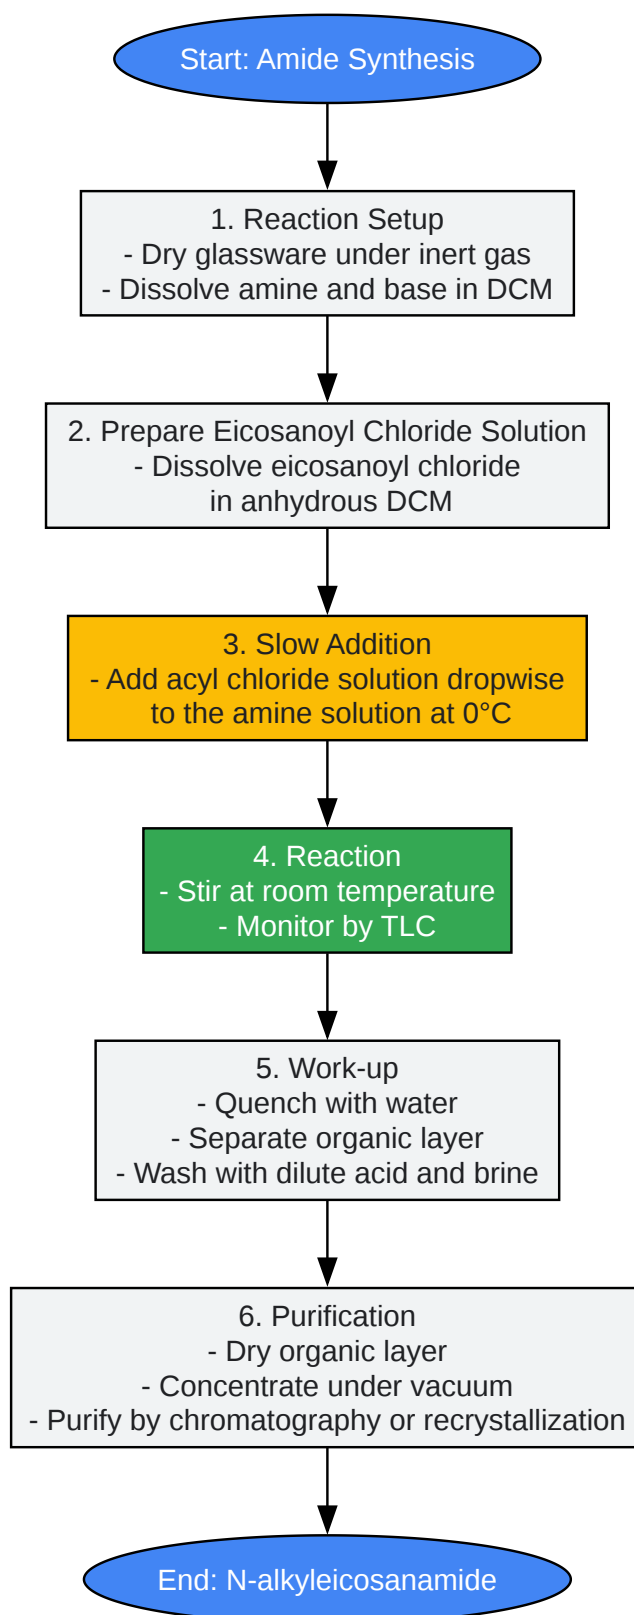 Start: Amide Synthesis
1. Reaction Setup
- Dry glassware under inert gas
- Dissolve amine and base in DCM
2. Prepare Eicosanoyl Chloride Solution
- Dissolve eicosanoyl chloride
in anhydrous DCM
3. Slow Addition
- Add acyl chloride solution dropwise
to the amine solution at 0°C
4. Reaction
- Stir at room temperature
- Monitor by TLC
5. Work-up
- Quench with water
- Separate organic layer
- Wash with dilute acid and brine
6. Purification
- Dry organic layer
- Concentrate under vacuum
- Purify by chromatography or recrystallization
End: N-alkyleicosanamide